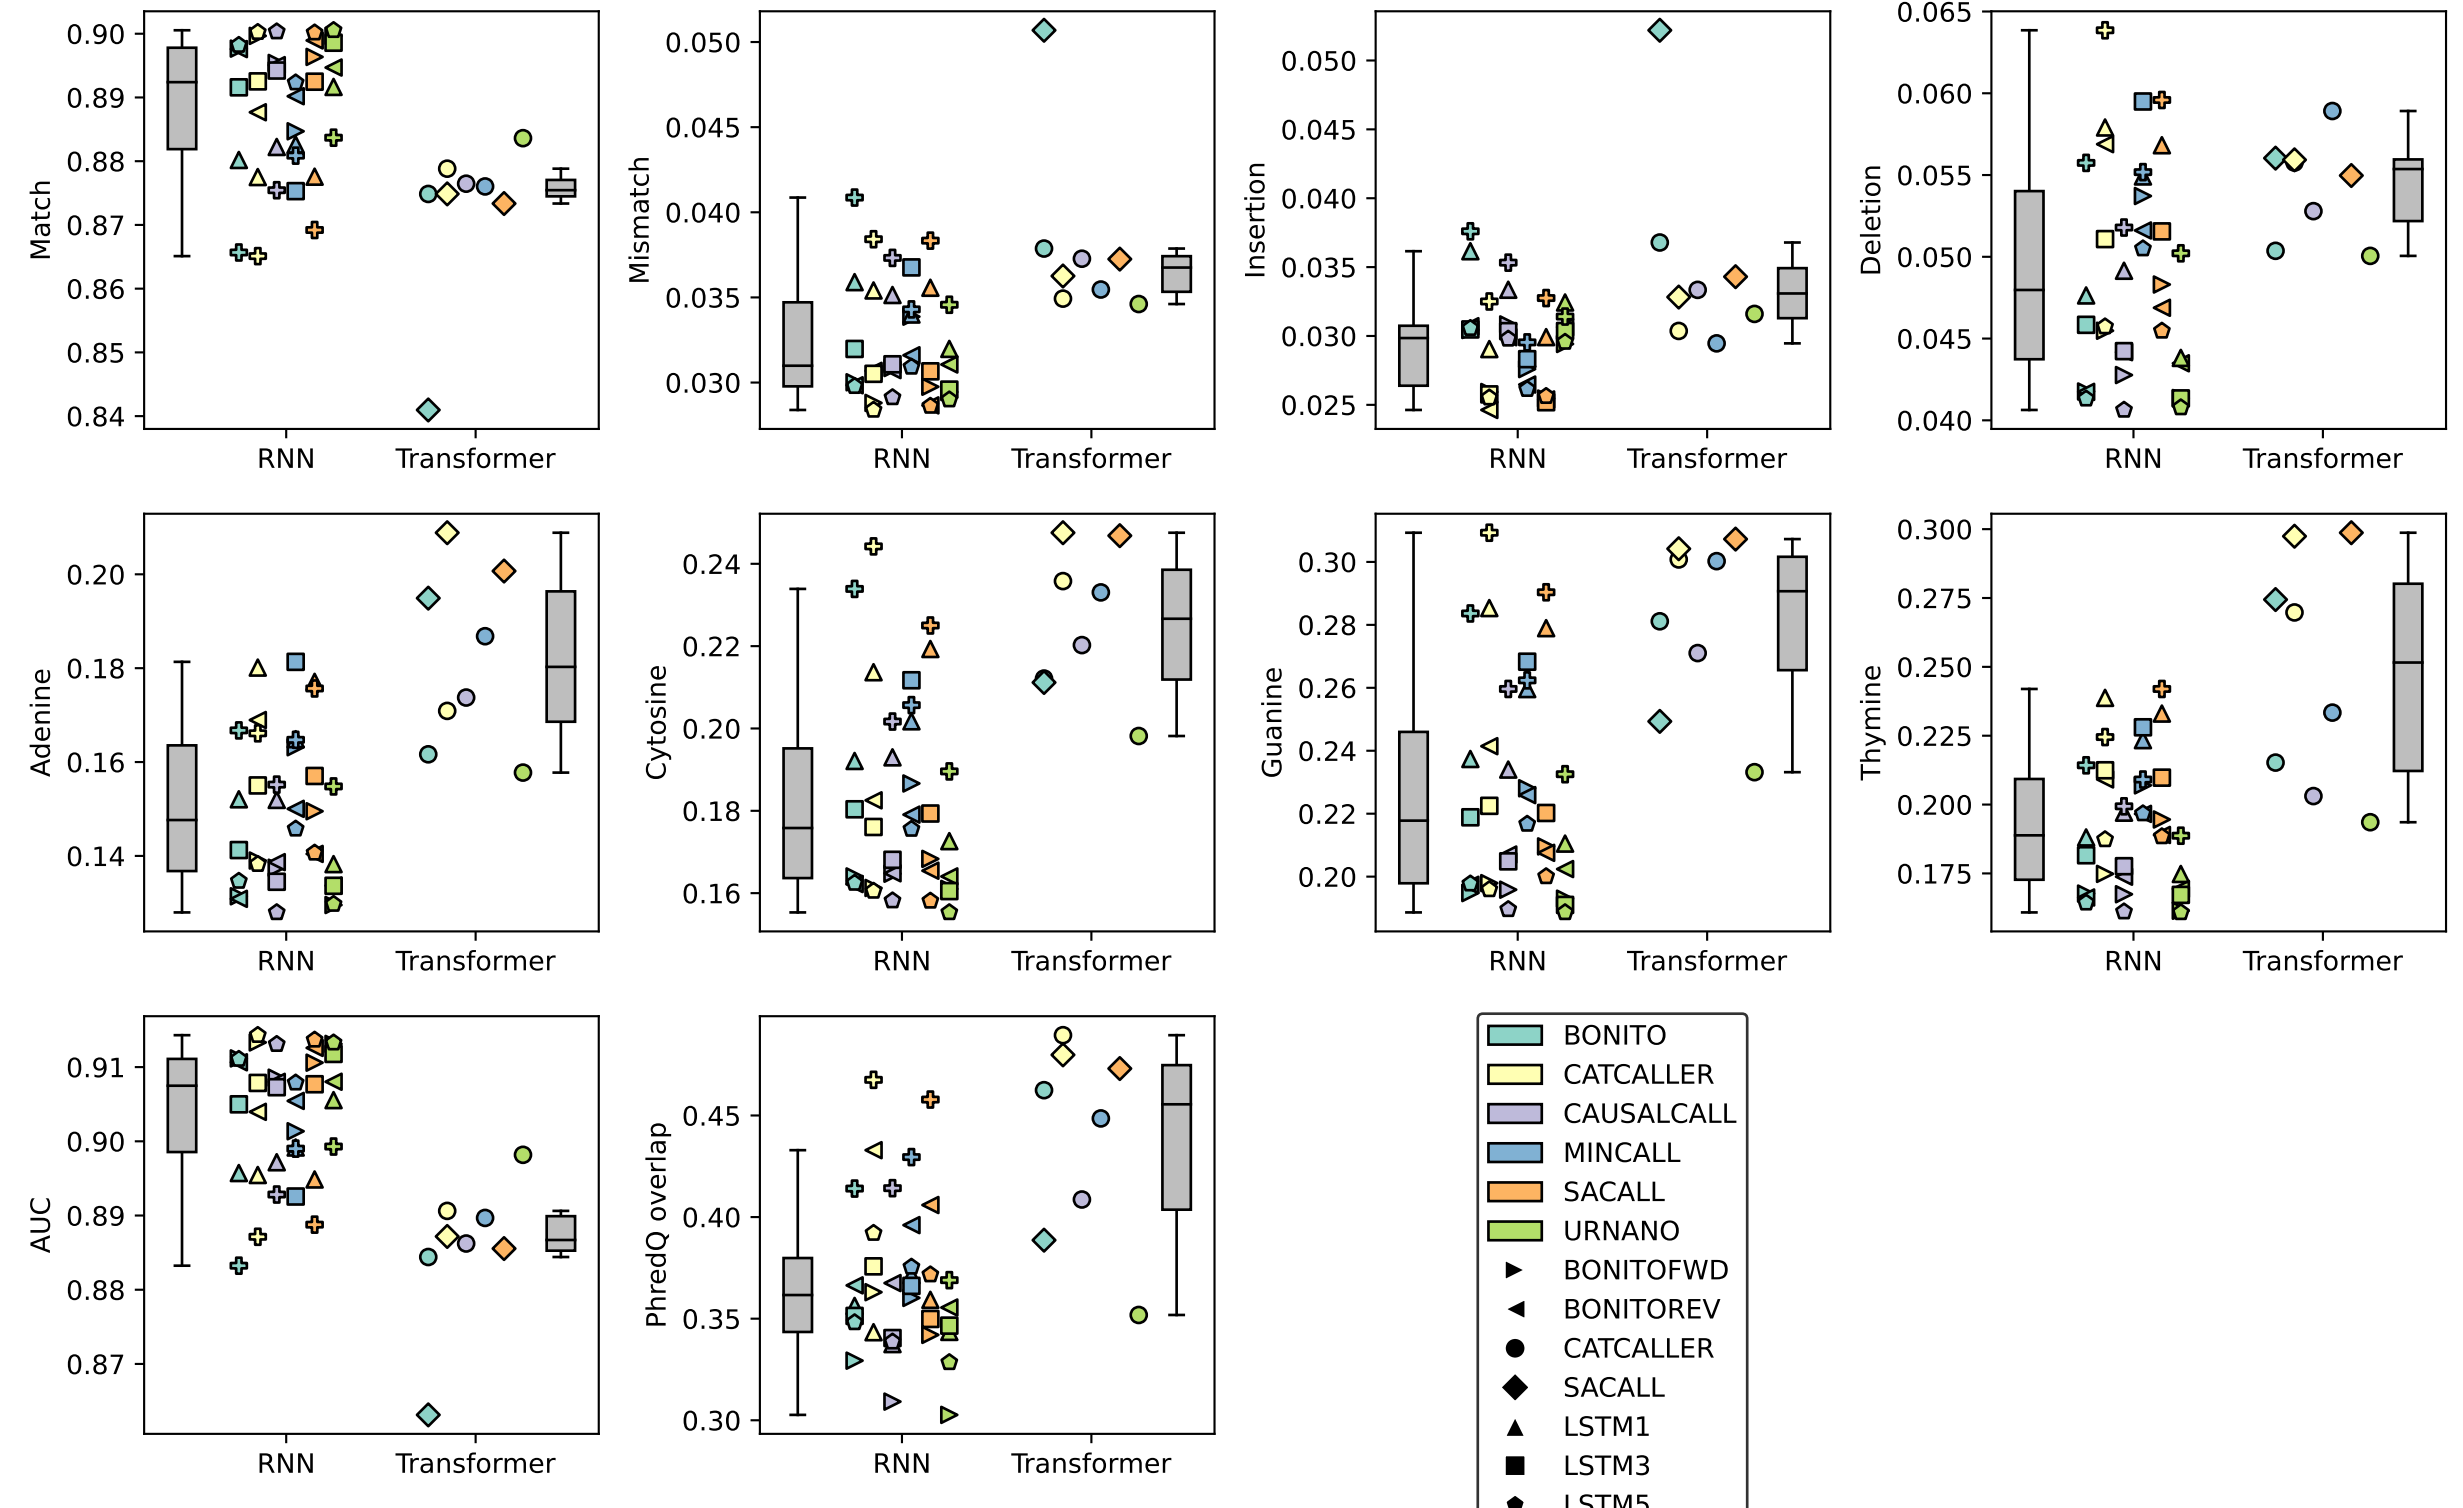 0.90
0.89
0.88
0.87
0.86
0.85
0.84
Match
RNN
Transformer
0.050
0.045
0.040
0.035
0.030
Mismatch
RNN
Transformer
0.050
0.045
0.040
0.035
0.030
0.025
Insertion
RNN
Transformer
0.065
0.060
0.055
0.050
0.045
0.040
Deletion
RNN
Transformer
0.20
0.18
0.16
0.14
Adenine
RNN
Transformer
0.24
0.22
0.20
0.18
0.16
Cytosine
RNN
Transformer
0.30
0.28
0.26
0.24
0.22
0.20
Guanine
RNN
Transformer
0.300
0.275
0.250
0.225
0.200
0.175
Thymine
RNN
Transformer
0.91
0.90
0.89
0.88
0.87
AUC
RNN
Transformer
0.45
0.40
0.35
0.30
PhredQ overlap
RNN
Transformer
BONITO
CATCALLER
CAUSALCALL
MINCALL
SACALL
URNANO
BONITOFWD
BONITOREV
CATCALLER
SACALL
LSTM1
LSTM3
LSTM5